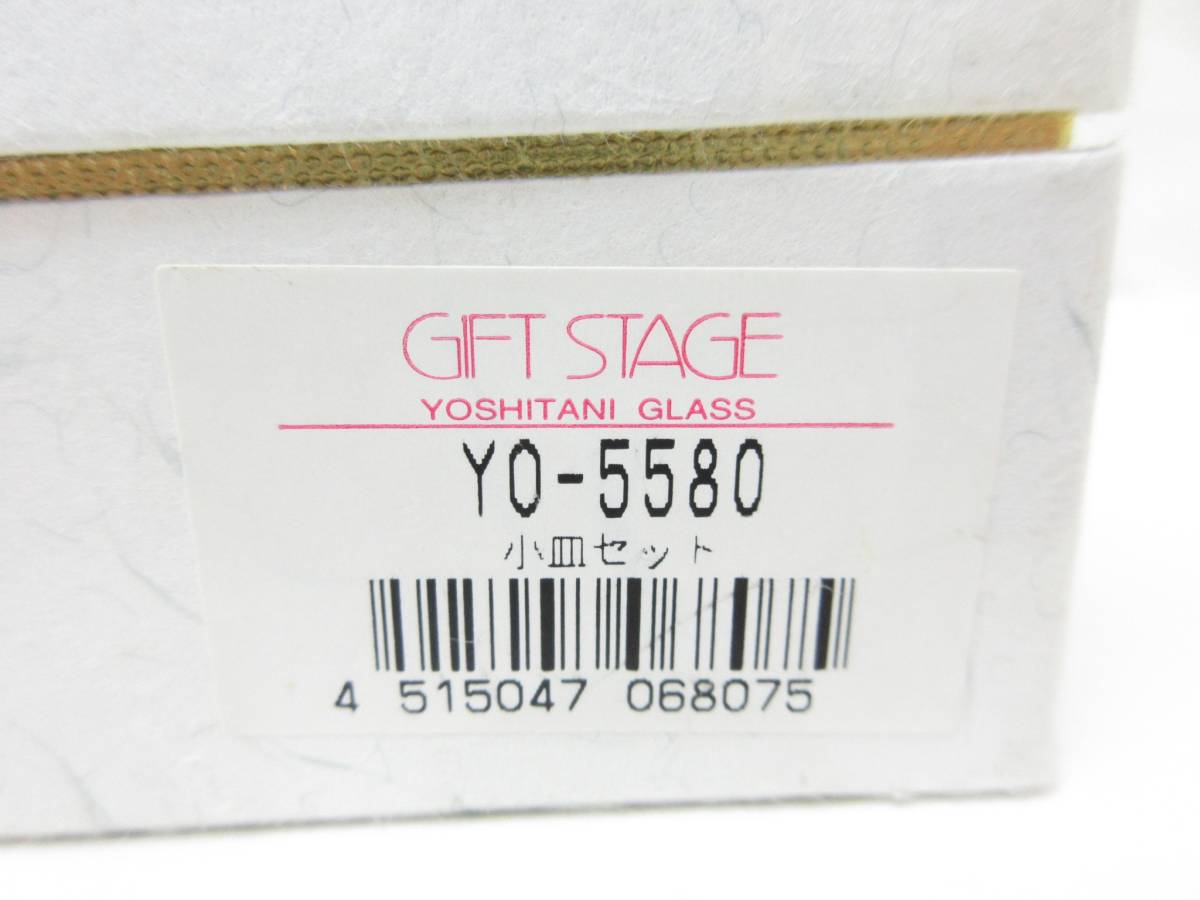 GIFT STAGE
YOSHITANI GLASS
YO-5580
小皿セット
4 515047 068075